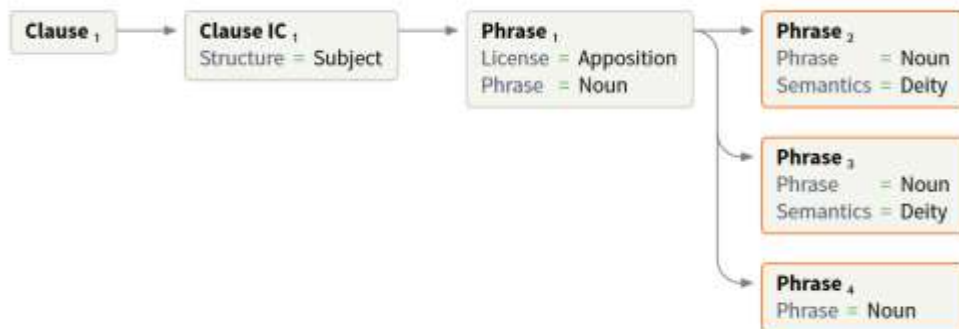 Clause 1
Clause IC 1
Structure = Subject
Phrase 1
License = Apposition
Phrase = Noun
Phrase 2
Phrase = Noun
Semantics = Deity
Phrase 3
Phrase = Noun
Semantics = Deity
Phrase 4
Phrase = Noun